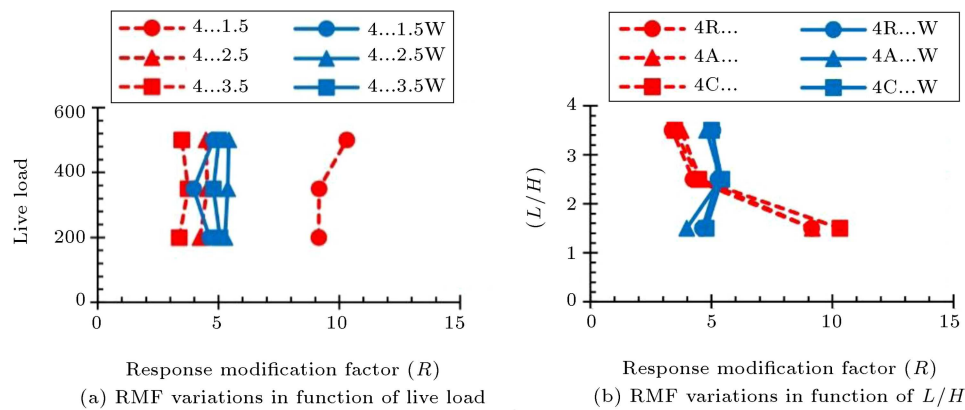 4...1.5 4...1.5W
4...2.5 4...2.5W
4...3.5 4...3.5W
600
400
200
0
Live load
0 5 10 15
Response modification factor (R)
(a) RMF variations in function of live load
4R... 4R...W
4A... 4A...W
4C... 4C...W
4
3
2
1
0
(L/H)
0 5 10 15
Response modification factor (R)
(b) RMF variations in function of L/H